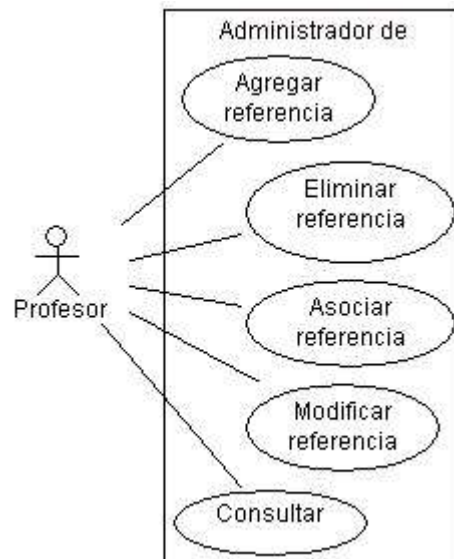 Administrador de
Agregar
referencia
Eliminar
referencia
Profesor
Asociar
referencia
Modificar
referencia
Consultar